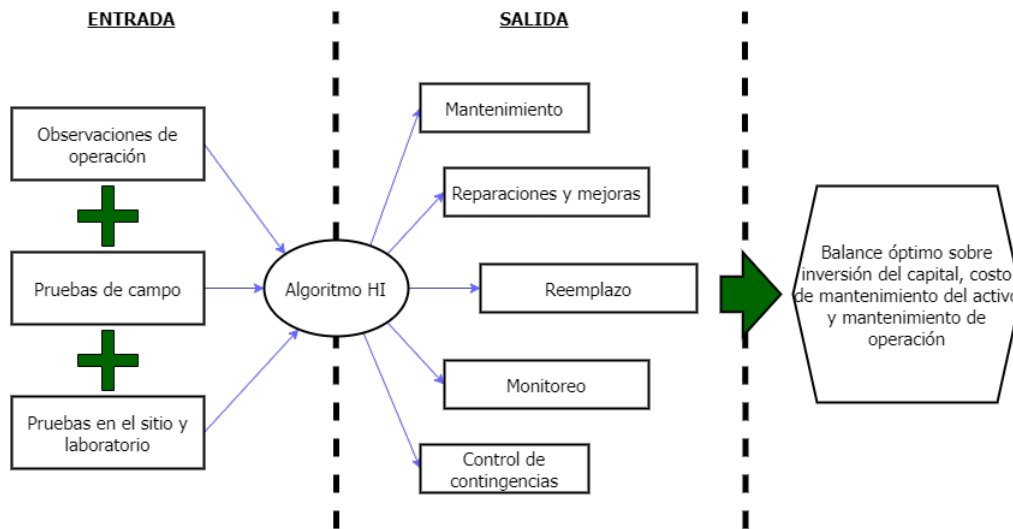 ENTRADA
SALIDA
Observaciones de
operación
Pruebas de campo
Pruebas en el sitio y
laboratorio
Algoritmo HI
Mantenimiento
Reparaciones y mejoras
Reemplazo
Monitoreo
Control de
contingencias
Balance óptimo sobre
inversión del capital, costo
de mantenimiento del activo
y mantenimiento de
operación